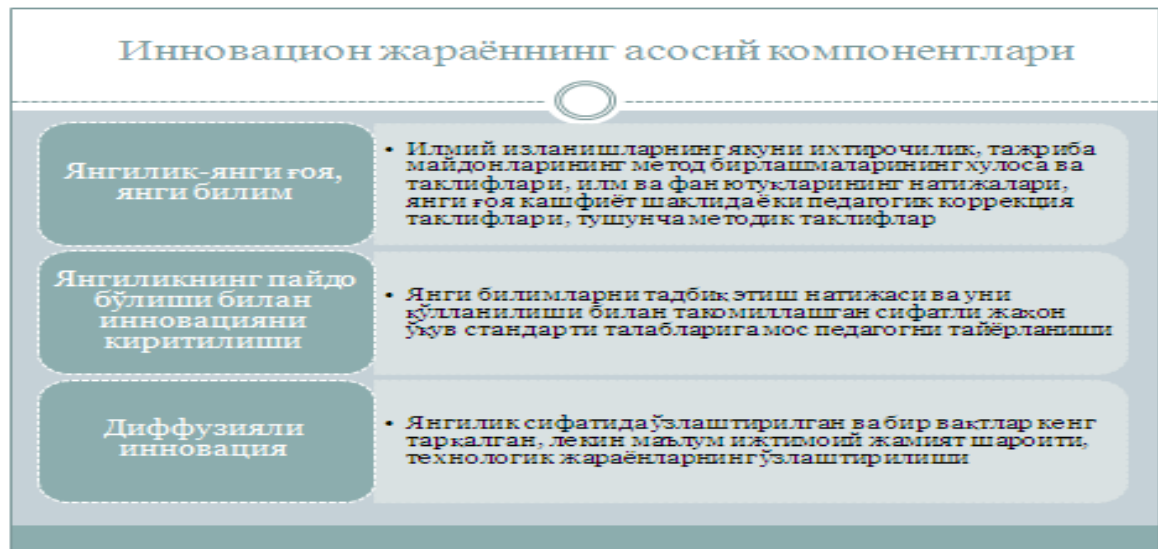 Инновацион жараённинг асосий компонентлари
Янгилик-янги ғоя,
янги билим
• Илмий изланишларнинг якуни ихтирочилик, тажриба
майдонларининг метод бирлашмаларининг хулоса ва
таклифлари, илм ва фан ютуқларининг натижалари,
янги ғоя кашфиёт шаклида ёки педагогик коррекция
таклифлари, тушунча методик таклифлар
Янгиликнинг пайдо
бўлиши билан
инновацияни
киритилиши
• Янги билимларни тадбиқ этиш натижаси ва уни
қўлланилиши билан такомиллашган сифатли жаҳон
ўқув стандарти талабларига мос педагогни тайёрланиши
Диффузияли
инновация
• Янгилик сифатида ўзлаштирилган ва бир вақтлар кенг
тарқалган, лекин маълум ижтимоий жамият шароити,
технологик жараёнларнинг ўзлаштирилиши